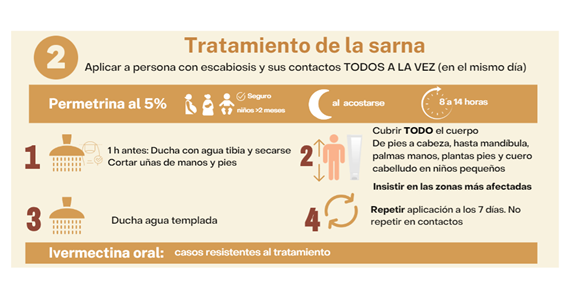 2
Tratamiento de la sarna
Aplicar a persona con escabiosis y sus contactos TODOS A LA VEZ (en el mismo día)
Permetrina al 5%
Seguro
niños >2 meses
al acostarse
8 a 14 horas
1
1 h antes: Ducha con agua tibia y secarse
Cortar uñas de manos y pies
2
Cubrir TODO el cuerpo
De pies a cabeza, hasta mandíbula,
palmas manos, plantas pies y cuero
cabelludo en niños pequeños
Insistir en las zonas más afectadas
3
Ducha agua templada
4
Repetir aplicación a los 7 días. No
repetir en contactos
Ivermectina oral: casos resistentes al tratamiento